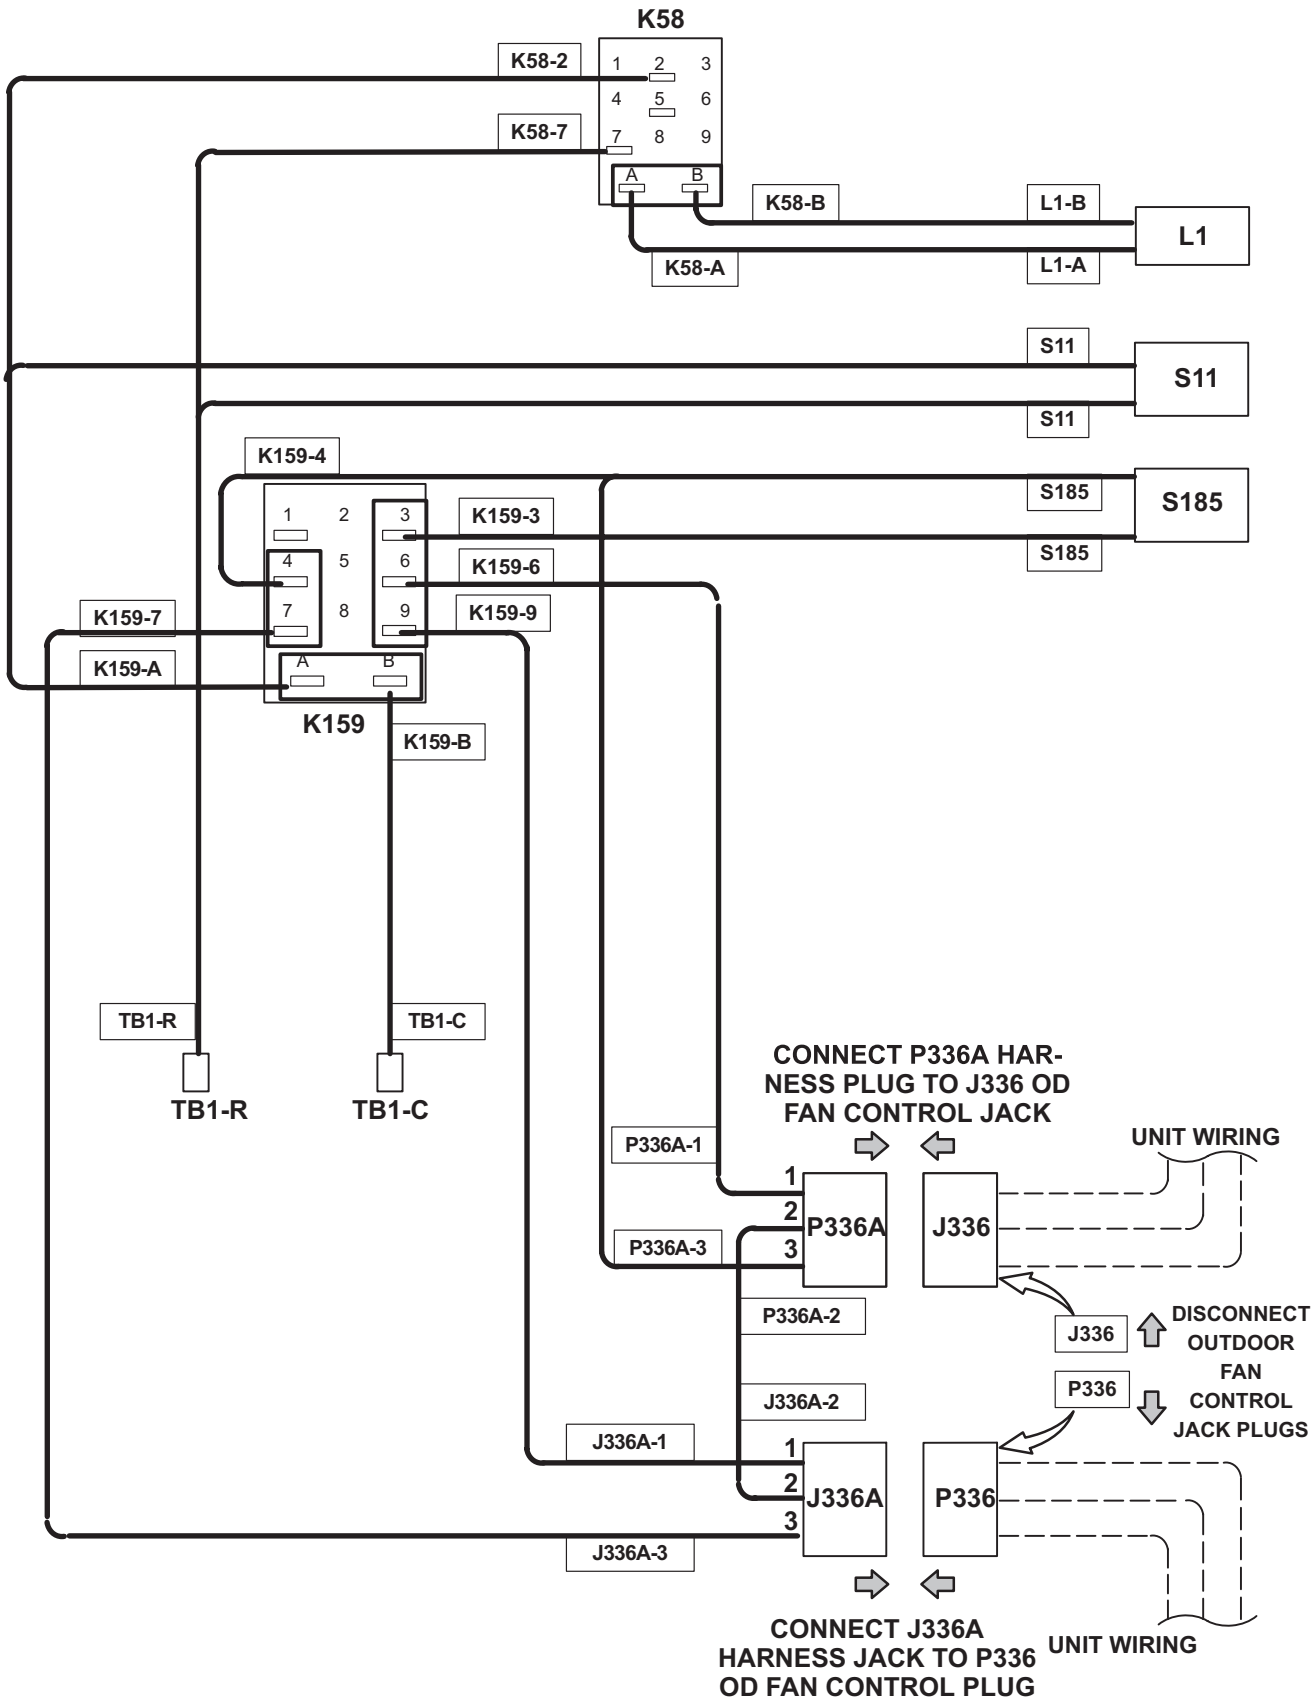 K58
K58-2
1 2 3
4 5 6
K58-7
7 8 9
A B
K58-B
L1-B
L1
K58-A
L1-A
S11
S11
S11
K159-4
S185
S185
1 2 3
K159-3
S185
4 5 6
K159-6
K159-7
7 8 9
K159-9
K159-A
A B
K159
K159-B
TB1-R
TB1-C
TB1-R
TB1-C
CONNECT P336A HAR-
NESS PLUG TO J336 OD
FAN CONTROL JACK
P336A-1
UNIT WIRING
1
2
3
P336A
J336
P336A-3
P336A-2
J336
DISCONNECT
OUTDOOR
FAN
CONTROL
JACK PLUGS
P336
J336A-2
J336A-1
1
2
3
J336A
P336
J336A-3
CONNECT J336A
HARNESS JACK TO P336
OD FAN CONTROL PLUG
UNIT WIRING